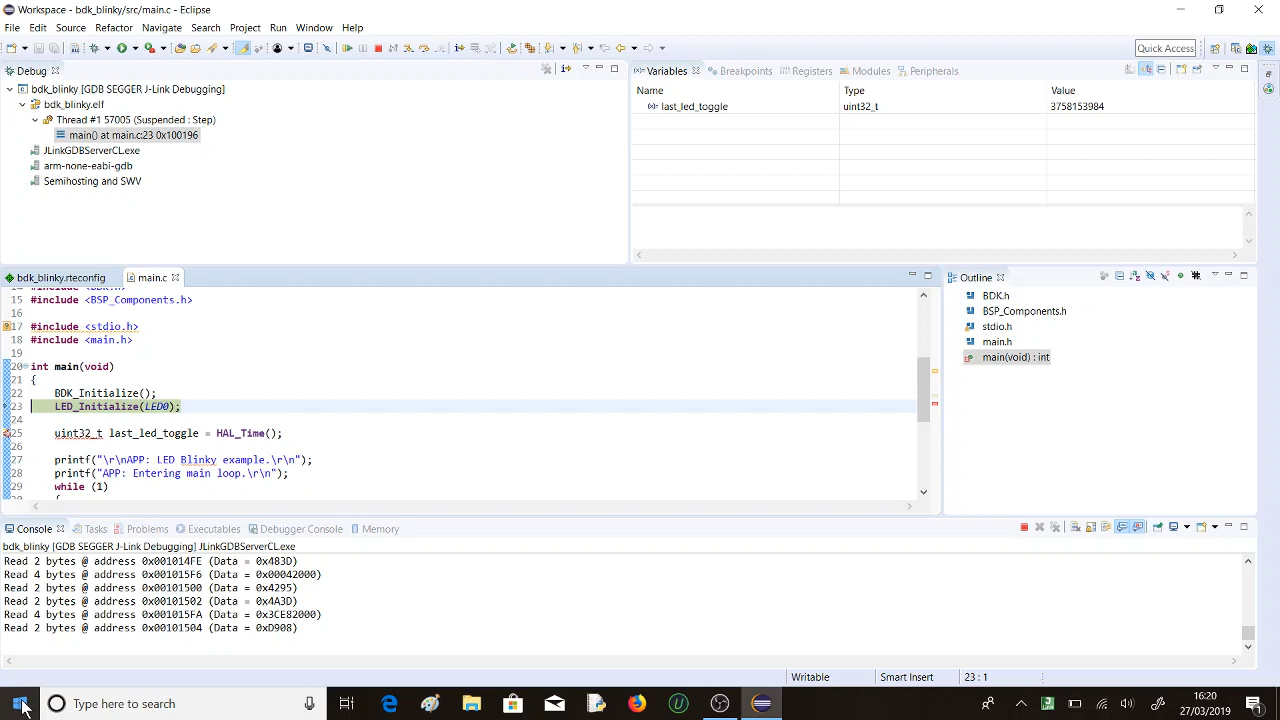 Workspace - bdk_blinky/src/main.c - Eclipse
File Edit Source Refactor Navigate Search Project Run Window Help
Quick Access
Debug
bdk_blinky [GDB SEGGER J-Link Debugging]
bdk_blinky.elf
Thread #1 57005 (Suspended : Step)
main() at main.c:23 0x100196
JLinkGDBServerCL.exe
arm-none-eabi-gdb
Semihosting and SWV
Variables Breakpoints Registers Modules Peripherals
Name Type Value
last_led_toggle uint32_t 3758153984
bdk_blinky.rteconfig main.c
15 #include <BSP_Components.h>
16
17 #include <stdio.h>
18 #include <main.h>
19
20 int main(void)
21 {
22 BDK_Initialize();
23 LED_Initialize(LED0);
24
25 uint32_t last_led_toggle = HAL_Time();
26
27 printf("\r\nAPP: LED Blinky example.\r\n");
28 printf("APP: Entering main loop.\r\n");
29 while (1)
Outline
BDK.h
BSP_Components.h
stdio.h
main.h
main(void) : int
Console Tasks Problems Executables Debugger Console Memory
bdk_blinky [GDB SEGGER J-Link Debugging] JLinkGDBServerCL.exe
Read 2 bytes @ address 0x001014FE (Data = 0x483D)
Read 4 bytes @ address 0x001015F6 (Data = 0x00042000)
Read 2 bytes @ address 0x00101500 (Data = 0x4295)
Read 2 bytes @ address 0x00101502 (Data = 0x4A3D)
Read 4 bytes @ address 0x001015FA (Data = 0x3CE82000)
Read 2 bytes @ address 0x00101504 (Data = 0xD908)
Writable Smart Insert 23 : 1
Type here to search
16:20
27/03/2019